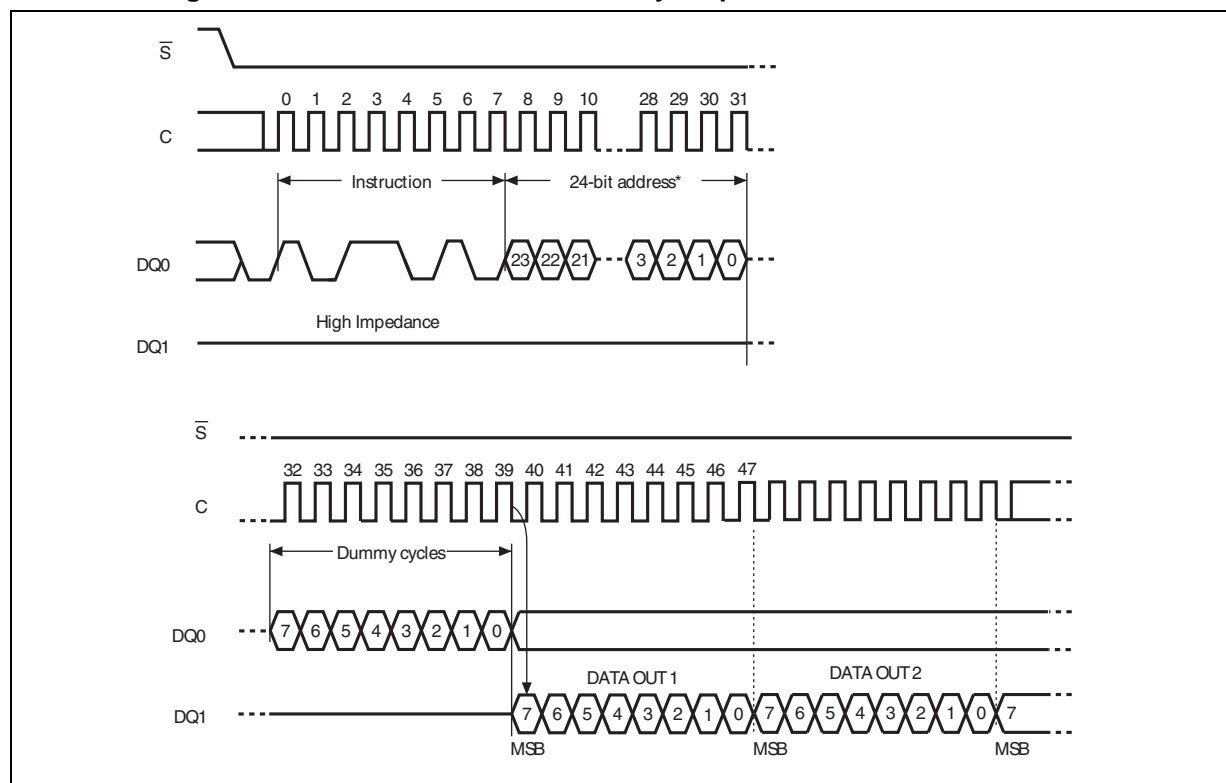 S
0 1 2 3 4 5 6 7 8 9 10 28 29 30 31
C
Instruction 24-bit address*
DQ0 23 22 21 3 2 1 0
High Impedance
DQ1
S
32 33 34 35 36 37 38 39 40 41 42 43 44 45 46 47
C
Dummy cycles
DQ0 7 6 5 4 3 2 1 0
DATA OUT 1 DATA OUT 2
DQ1 7 6 5 4 3 2 1 0 7 6 5 4 3 2 1 0 7
MSB MSB MSB